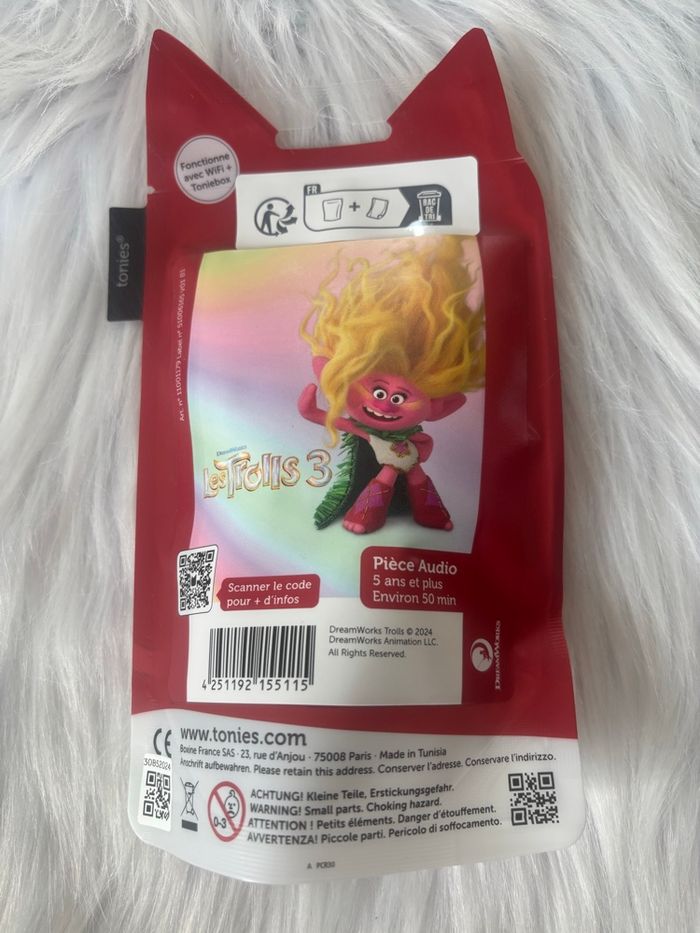 Fonctionne
avec WiFi +
Toniebox
FR
BAC
DE
TRI
tonies®
DreamWorks
Les Trolls 3
Scanner le code
pour + d'infos
Pièce Audio
5 ans et plus
Environ 50 min
4 251192 155115
DreamWorks Trolls © 2024
DreamWorks Animation LLC.
All Rights Reserved.
DREAMWORKS
www.tonies.com
Boxine France SAS · 23, rue d'Anjou · 75008 Paris · Made in Tunisia
Anschrift aufbewahren. Please retain this address. Conserver l'adresse. Conservare l'indirizzo.
CE
3DBS2024
0-3
ACHTUNG! Kleine Teile, Erstickungsgefahr.
WARNING! Small parts. Choking hazard.
ATTENTION ! Petits éléments. Danger d'étouffement.
AVVERTENZA! Piccole parti. Pericolo di soffocamento.
A PCR30